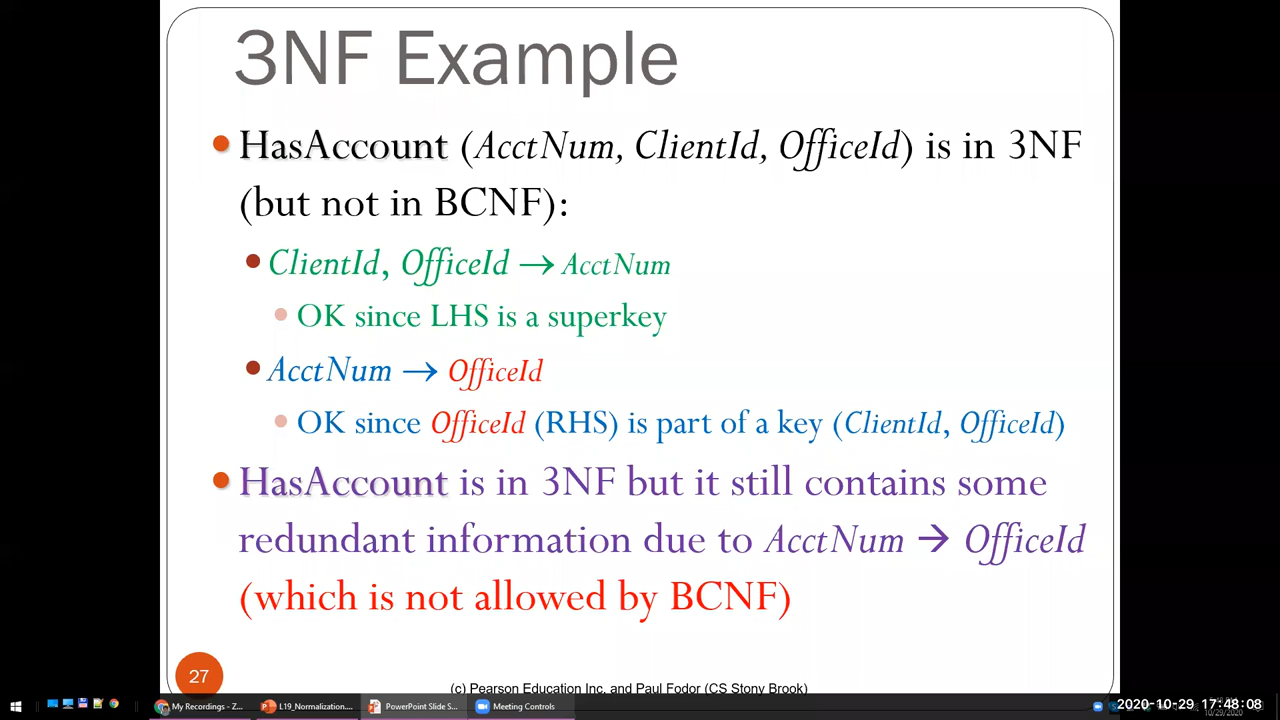 3NF Example
HasAccount (AcctNum, ClientId, OfficeId) is in 3NF
(but not in BCNF):
ClientId, OfficeId → AcctNum
OK since LHS is a superkey
AcctNum → OfficeId
OK since OfficeId (RHS) is part of a key (ClientId, OfficeId)
HasAccount is in 3NF but it still contains some
redundant information due to AcctNum → OfficeId
(which is not allowed by BCNF)
27
(c) Pearson Education Inc. and Paul Fodor (CS Stony Brook)
My Recordings - Z...
L19_Normalization....
PowerPoint Slide S...
Meeting Controls
2020-10-29 17:48:08